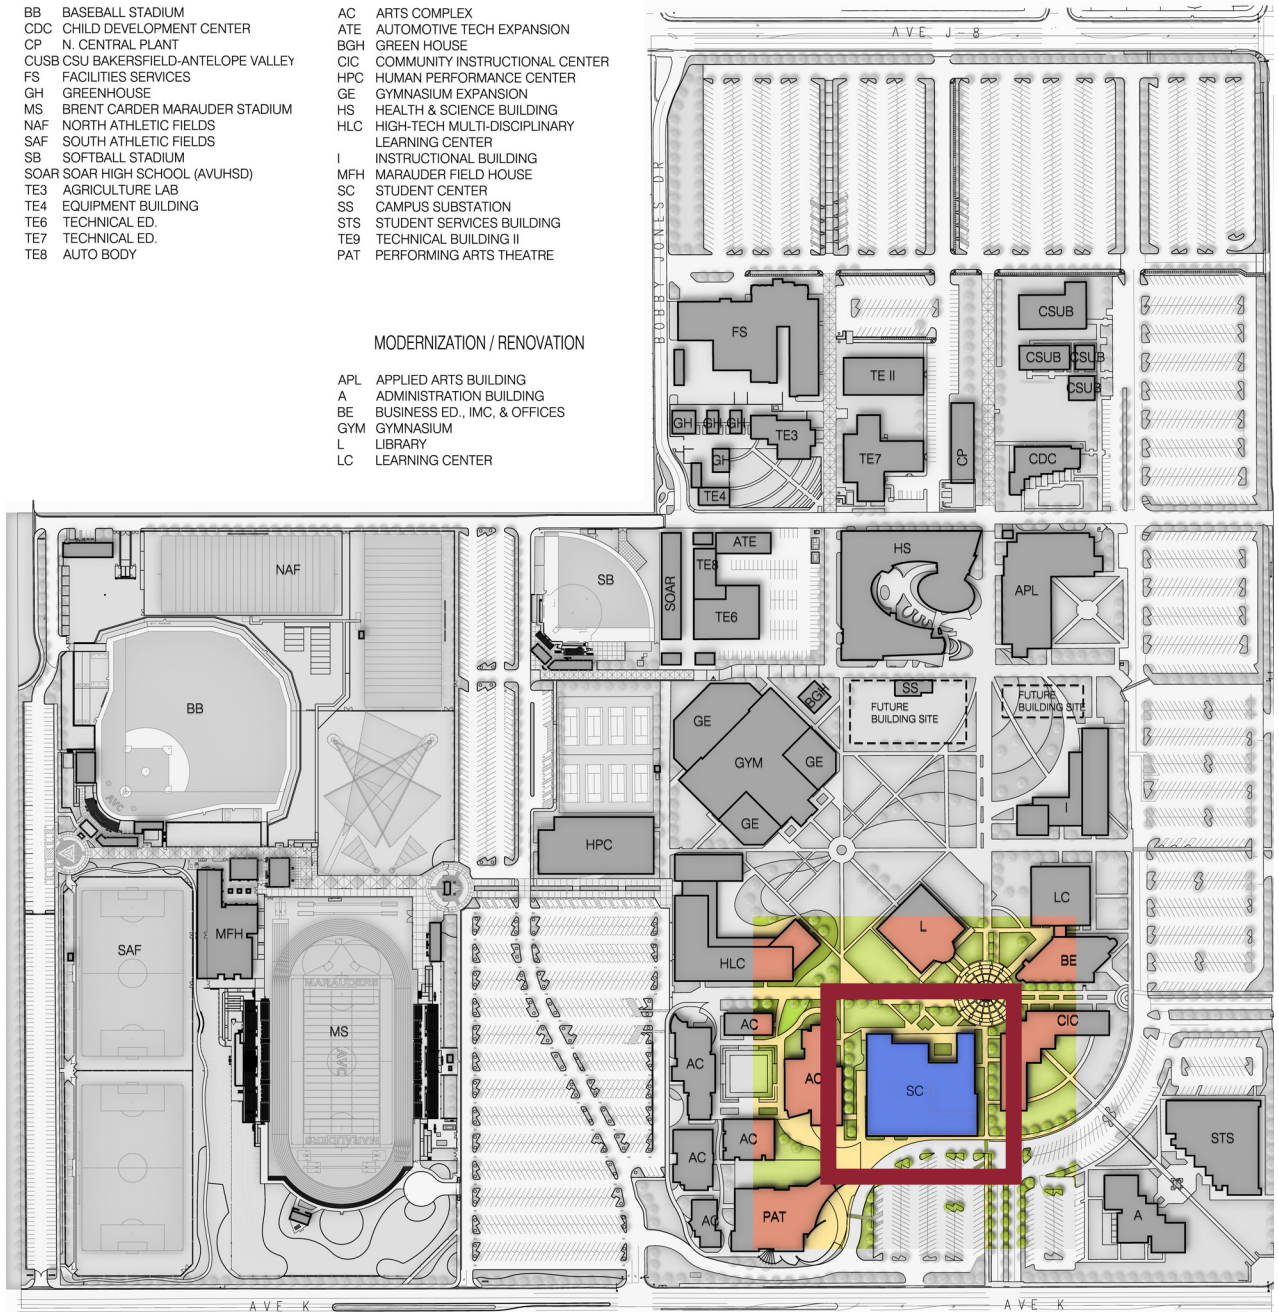 BB BASEBALL STADIUM
CDC CHILD DEVELOPMENT CENTER
CP N. CENTRAL PLANT
CUSB CSU BAKERSFIELD-ANTELOPE VALLEY
FS FACILITIES SERVICES
GH GREENHOUSE
MS BRENT CARDER MARAUDER STADIUM
NAF NORTH ATHLETIC FIELDS
SAF SOUTH ATHLETIC FIELDS
SB SOFTBALL STADIUM
SOAR SOAR HIGH SCHOOL (AVUHSD)
TE3 AGRICULTURE LAB
TE4 EQUIPMENT BUILDING
TE6 TECHNICAL ED.
TE7 TECHNICAL ED.
TE8 AUTO BODY
AC ARTS COMPLEX
ATE AUTOMOTIVE TECH EXPANSION
BGH GREEN HOUSE
CIC COMMUNITY INSTRUCTIONAL CENTER
HPC HUMAN PERFORMANCE CENTER
GE GYMNASIUM EXPANSION
HS HEALTH & SCIENCE BUILDING
HLC HIGH-TECH MULTI-DISCIPLINARY
LEARNING CENTER
I INSTRUCTIONAL BUILDING
MFH MARAUDER FIELD HOUSE
SC STUDENT CENTER
SS CAMPUS SUBSTATION
STS STUDENT SERVICES BUILDING
TE9 TECHNICAL BUILDING II
PAT PERFORMING ARTS THEATRE
MODERNIZATION / RENOVATION
APL APPLIED ARTS BUILDING
A ADMINISTRATION BUILDING
BE BUSINESS ED., IMC, & OFFICES
GYM GYMNASIUM
L LIBRARY
LC LEARNING CENTER
AVE J-8
BOBBY JONES DR
FS
CSUB
TE II
CSUB
CSUB
CSUB
GH
GH
GH
TE3
TE7
CP
CDC
GH
TE4
NAF
SB
SOAR
ATE
TE8
TE6
HS
APL
BB
AVC
GE
BGH
SS
FUTURE
BUILDING SITE
FUTURE
BUILDING SITE
GYM
GE
GE
I
HPC
LC
L
SAF
MFH
HLC
BE
MARAUDERS
MS
AVC
MARAUDERS
AC
CIC
AC
AC
SC
AC
AC
STS
AC
PAT
A
AVE K
AVE K